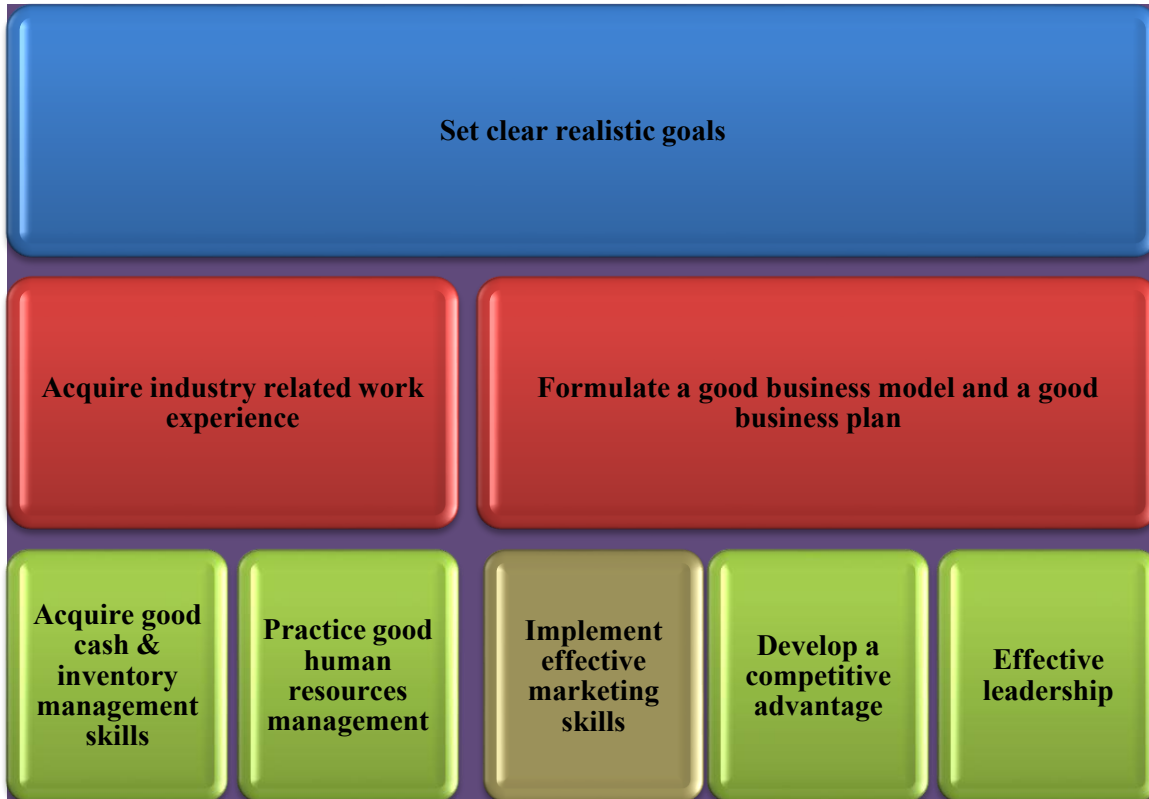 Set clear realistic goals
Acquire industry related work
experience
Formulate a good business model and a good
business plan
Acquire good
cash &
inventory
management
skills
Practice good
human
resources
management
Implement
effective
marketing
skills
Develop a
competitive
advantage
Effective
leadership